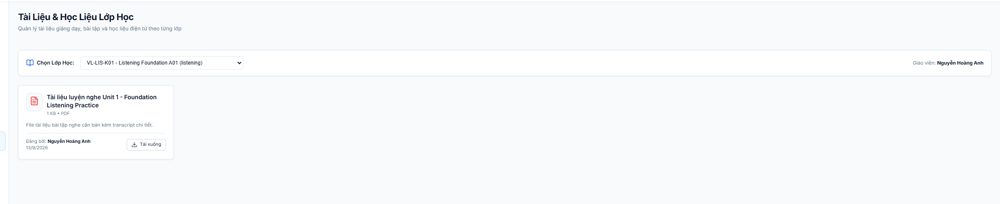 Tài Liệu & Học Liệu Lớp Học
Quản lý tài liệu giảng dạy, bài tập và học liệu điện tử theo từng lớp
Chọn Lớp Học:
VL-LIS-K01 - Listening Foundation A01 (listening)
Giáo viên: Nguyễn Hoàng Anh
Tài liệu luyện nghe Unit 1 - Foundation
Listening Practice
1 KB • PDF
File tài liệu bài tập nghe căn bản kèm transcript chi tiết.
Đăng bởi: Nguyễn Hoàng Anh
13/9/2026
Tải xuống